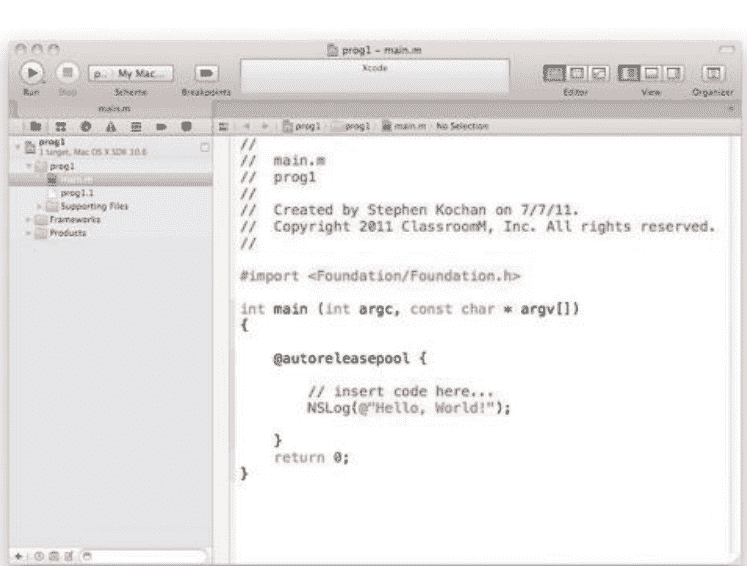 prog1 - main.m
Xcode
p.. My Mac...
Run Stop Scheme Breakpoints Editor View Organizer
main.m
prog1 prog1 main.m No Selection
prog1
1 target, Mac OS X SDK 10.6
prog1
main.m
prog1.1
Supporting Files
Frameworks
Products
//
// main.m
// prog1
//
// Created by Stephen Kochan on 7/7/11.
// Copyright 2011 ClassroomM, Inc. All rights reserved.
//
#import <Foundation/Foundation.h>
int main (int argc, const char * argv[])
{
@autoreleasepool {
// insert code here...
NSLog(@"Hello, World!");
}
return 0;
}